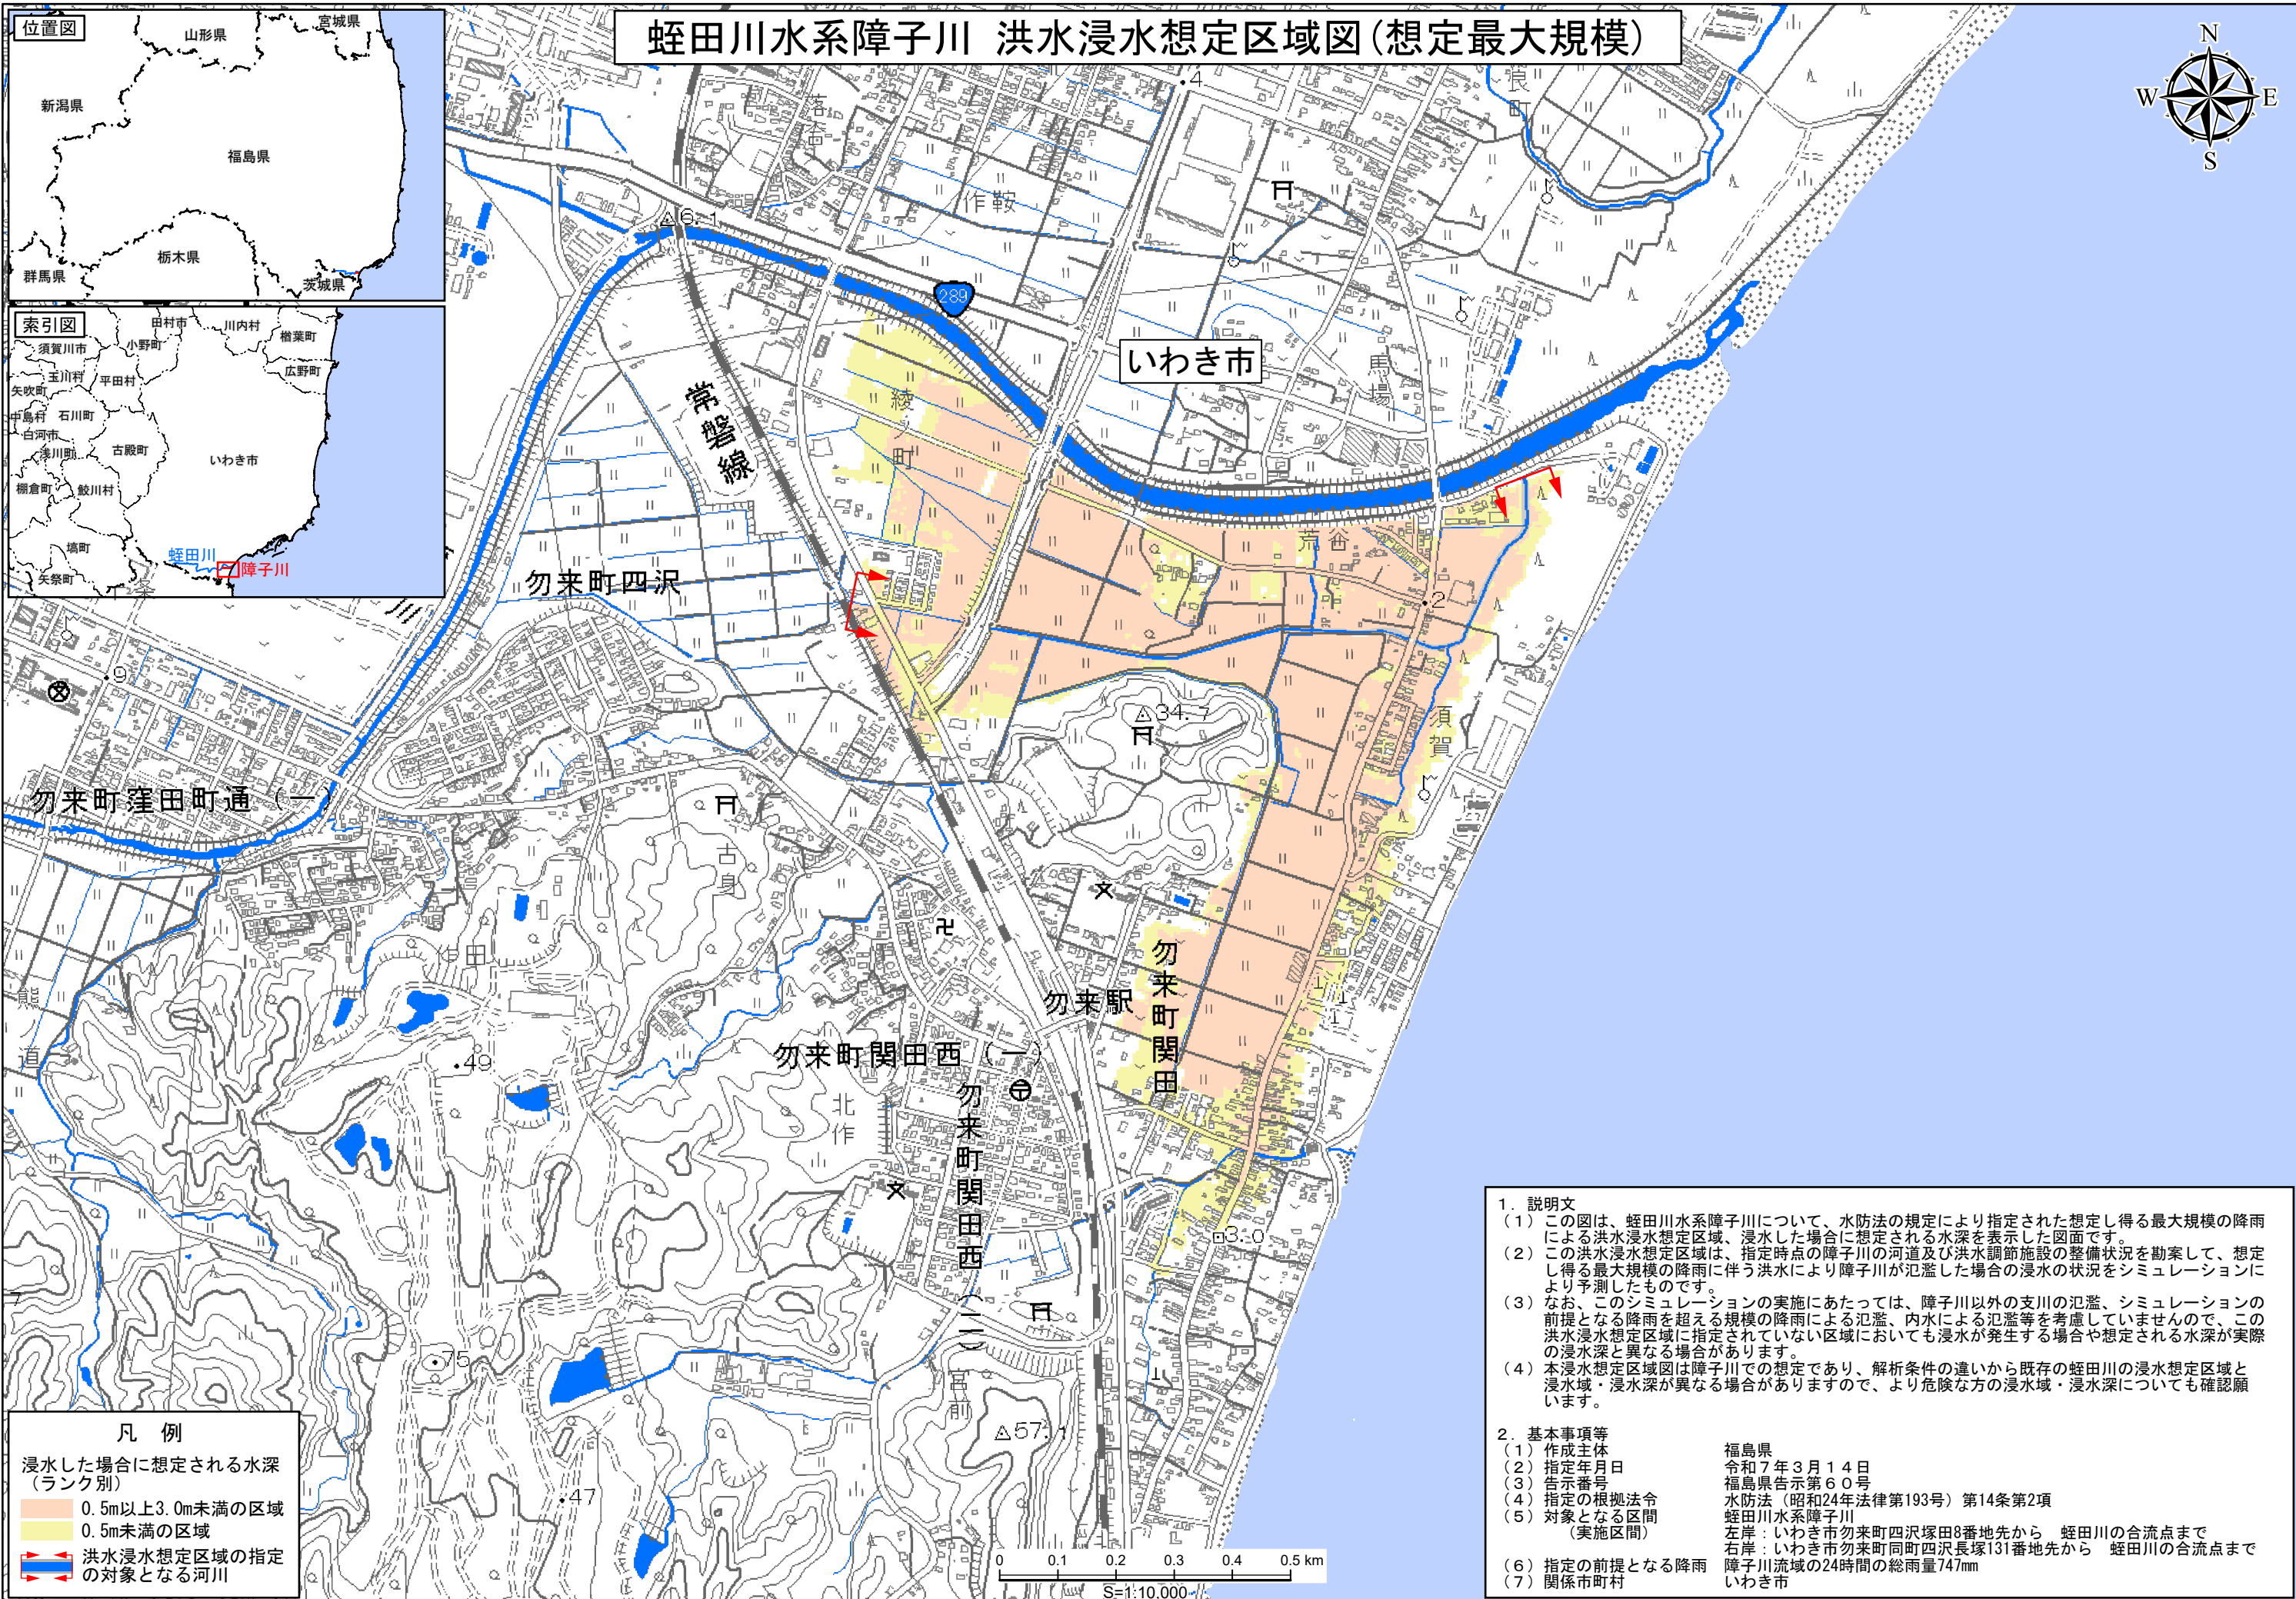 蛭田川水系障子川 洪水浸水想定区域図(想定最大規模)
位置図
宮城県
山形県
新潟県
福島県
栃木県
群馬県
茨城県
索引図
田村市
川内村
楢葉町
須賀川市
小野町
広野町
玉川村
平田村
矢吹町
中島村
石川町
白河市
古殿町
浅川町
いわき市
棚倉町
鮫川村
塙町
蛭田川
障子川
矢祭町
N
W
E
S
落合
4
作鞍
6.1
289
いわき市
馬場
綾町
常磐線
荒谷
勿来町四沢
2
9
34.7
須賀
勿来町窪田町通(一)
古身
作田
勿来町関田
勿来駅
道
49
勿来町関田西(一)
北作
勿来町関田西(二)
3.0
75
宮前
57.1
47
凡 例
浸水した場合に想定される水深
(ランク別)
0.5m以上3.0m未満の区域
0.5m未満の区域
洪水浸水想定区域の指定
の対象となる河川
0 0.1 0.2 0.3 0.4 0.5 km
S=1:10,000
1. 説明文
(1) この図は、蛭田川水系障子川について、水防法の規定により指定された想定し得る最大規模の降雨
による洪水浸水想定区域、浸水した場合に想定される水深を表示した図面です。
(2) この洪水浸水想定区域は、指定時点の障子川の河道及び洪水調節施設の整備状況を勘案して、想定
し得る最大規模の降雨に伴う洪水により障子川が氾濫した場合の浸水の状況をシミュレーションに
より予測したものです。
(3) なお、このシミュレーションの実施にあたっては、障子川以外の支川の氾濫、シミュレーションの
前提となる降雨を超える規模の降雨による氾濫、内水による氾濫等を考慮していませんので、この
洪水浸水想定区域に指定されていない区域においても浸水が発生する場合や想定される水深が実際
の浸水深と異なる場合があります。
(4) 本浸水想定区域図は障子川での想定であり、解析条件の違いから既存の蛭田川の浸水想定区域と
浸水域・浸水深が異なる場合がありますので、より危険な方の浸水域・浸水深についても確認願
います。
2. 基本事項等
(1) 作成主体 福島県
(2) 指定年月日 令和7年3月14日
(3) 告示番号 福島県告示第60号
(4) 指定の根拠法令 水防法(昭和24年法律第193号)第14条第2項
(5) 対象となる区間 蛭田川水系障子川
(実施区間) 左岸:いわき市勿来町四沢塚田8番地先から 蛭田川の合流点まで
右岸:いわき市勿来町同町四沢長塚131番地先から 蛭田川の合流点まで
(6) 指定の前提となる降雨 障子川流域の24時間の総雨量747mm
(7) 関係市町村 いわき市